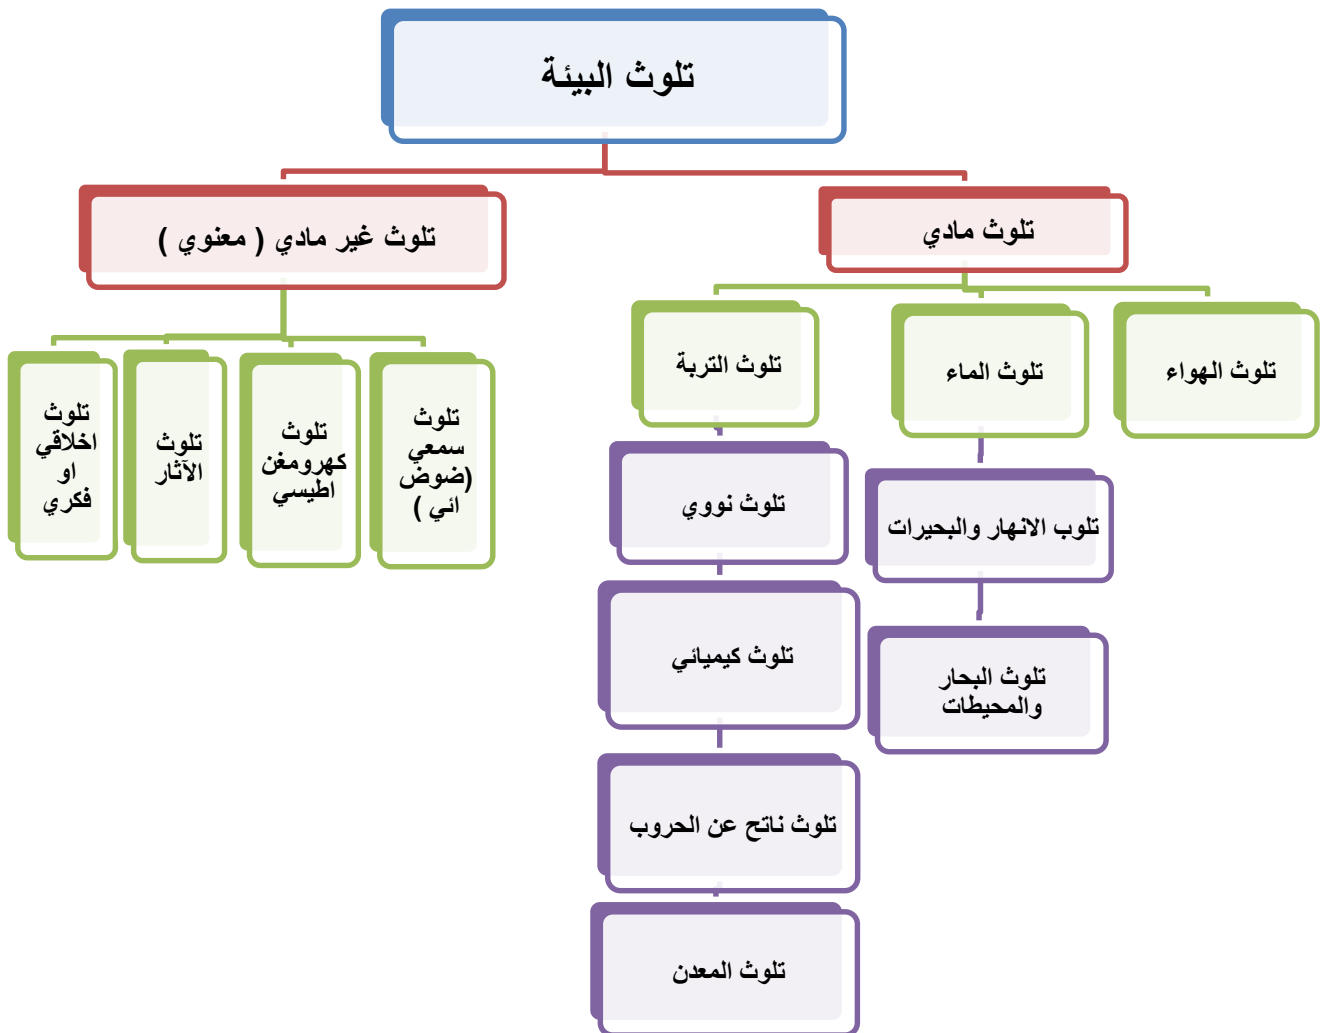 تلوث البيئة
تلوث مادي
تلوث غير مادي ( معنوي )
تلوث الهواء
تلوث الماء
تلوب الانهار والبحيرات
تلوث البحار
والمحيطات
تلوث التربة
تلوث نووي
تلوث كيميائي
تلوث ناتح عن الحروب
تلوث المعدن
تلوث
سمعي
(ضوض
ائي )
تلوث
كهرومغن
اطيسي
تلوث
الآثار
تلوث
اخلاقي
او
فكري